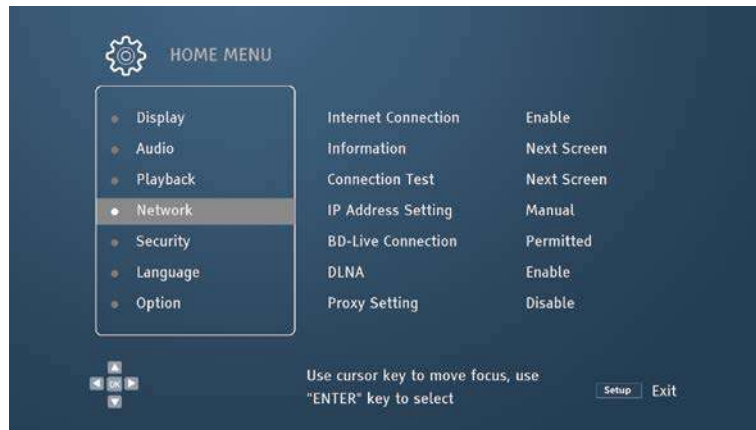 HOME MENU
Display
Audio
Playback
Network
Security
Language
Option
Internet Connection Enable
Information Next Screen
Connection Test Next Screen
IP Address Setting Manual
BD-Live Connection Permitted
DLNA Enable
Proxy Setting Disable
OK
Use cursor key to move focus, use
"ENTER" key to select
Setup Exit